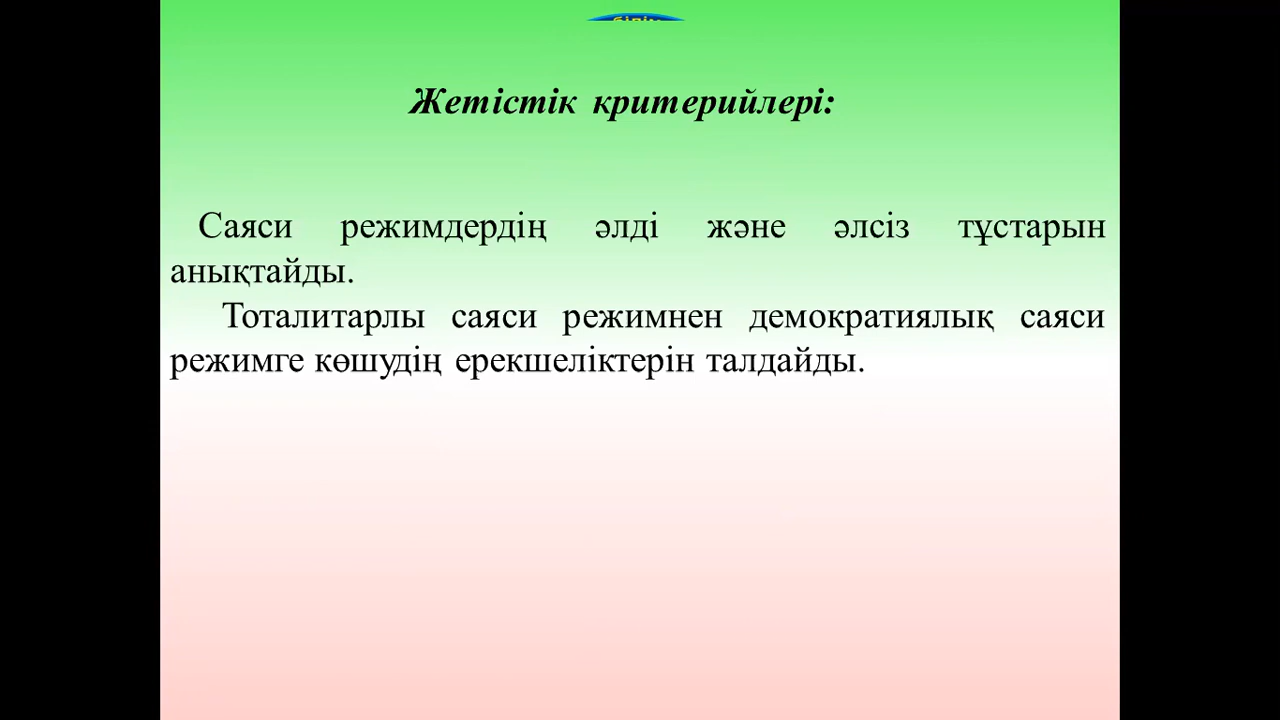 Жетістік критерийлері:
Саяси режимдердің әлді және әлсіз тұстарын
анықтайды.
Тоталитарлы саяси режимнен демократиялық саяси
режимге көшудің ерекшеліктерін талдайды.